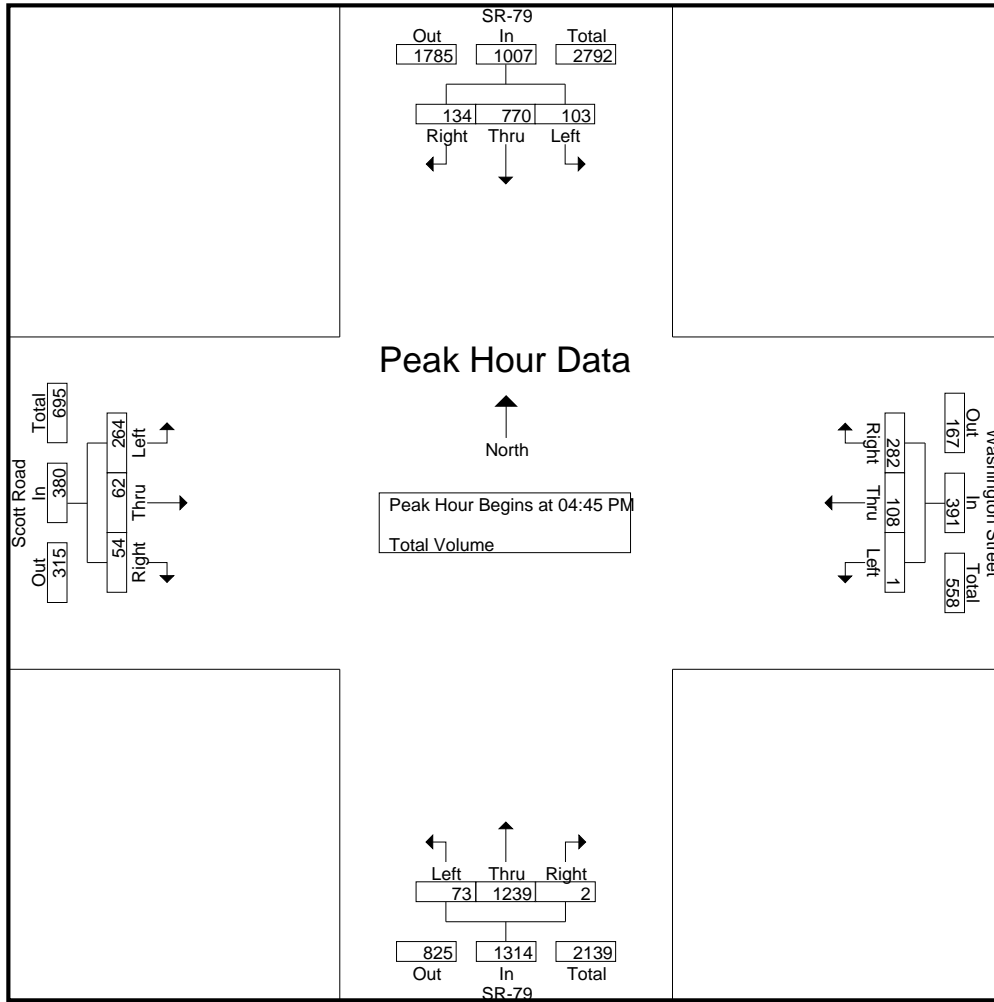 SR-79
Out In Total
1785 1007 2792
134 770 103
Right Thru Left
Peak Hour Data
North
Peak Hour Begins at 04:45 PM
Total Volume
Scott Road
Total In Out
695 380 315
264 62 54
Left Thru Right
Washington Street
Out In Total
167 391 558
Right Thru Left
282 108 1
Left Thru Right
73 1239 2
825 1314 2139
Out In Total
SR-79